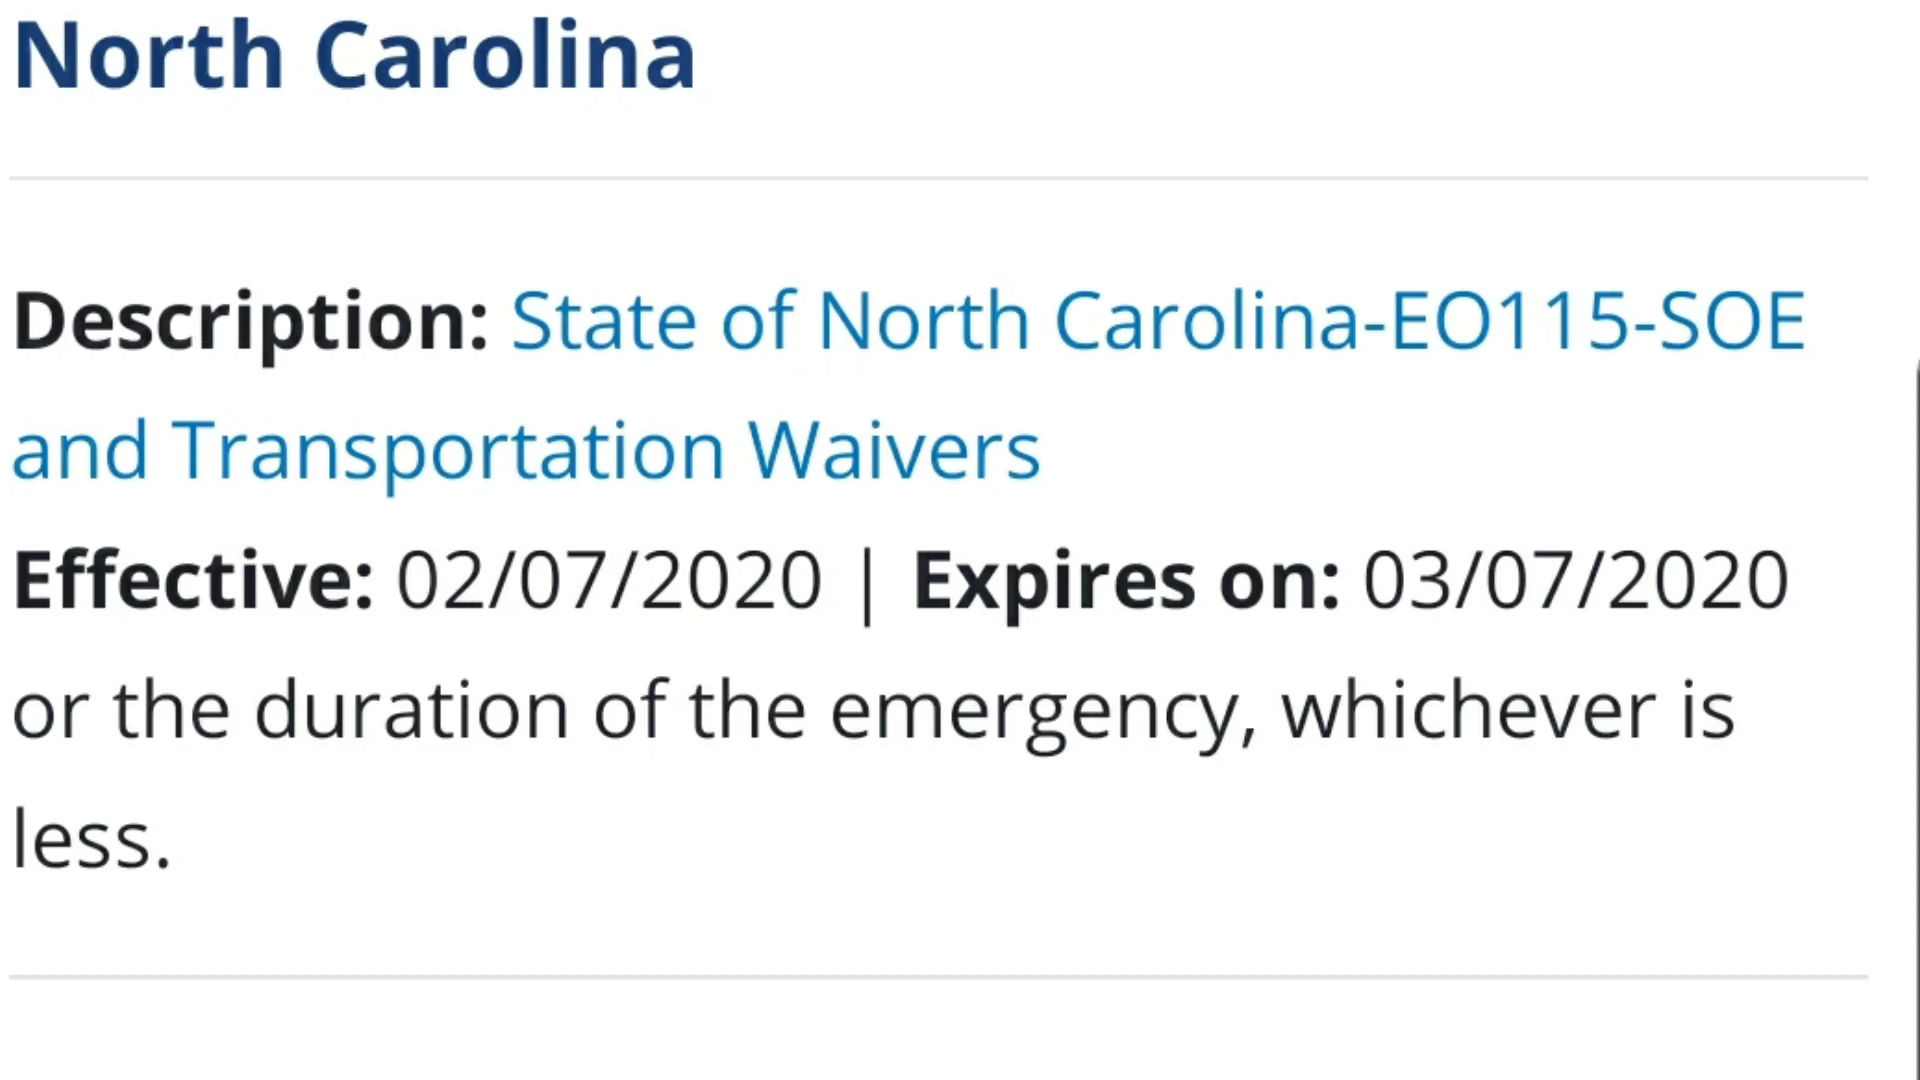 North Carolina
Description: State of North Carolina-EO115-SOE
and Transportation Waivers
Effective: 02/07/2020 | Expires on: 03/07/2020
or the duration of the emergency, whichever is
less.